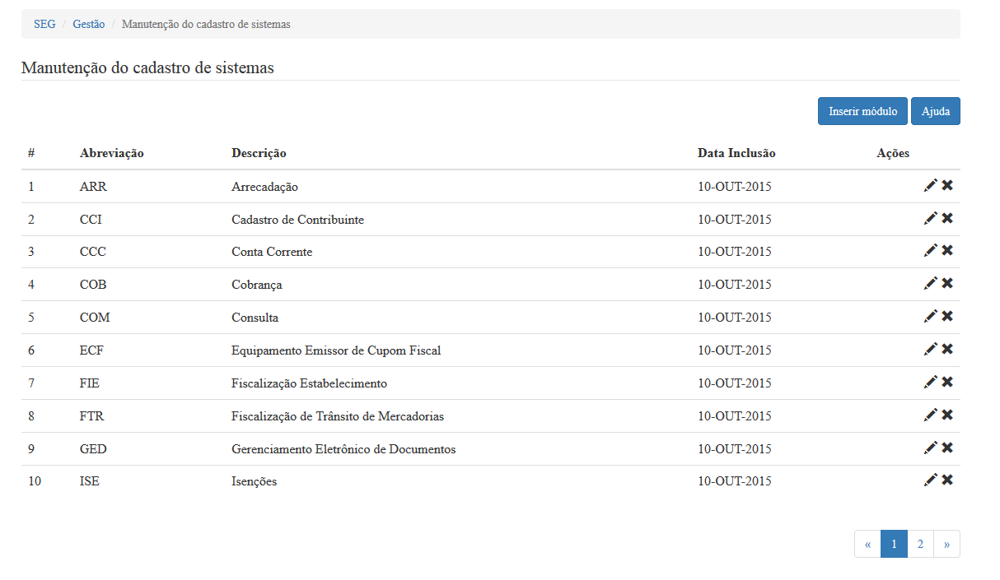 SEG / Gestão / Manutenção do cadastro de sistemas
Manutenção do cadastro de sistemas
Inserir módulo Ajuda
# Abreviação Descrição Data Inclusão Ações
1 ARR Arrecadação 10-OUT-2015
2 CCI Cadastro de Contribuinte 10-OUT-2015
3 CCC Conta Corrente 10-OUT-2015
4 COB Cobrança 10-OUT-2015
5 COM Consulta 10-OUT-2015
6 ECF Equipamento Emissor de Cupom Fiscal 10-OUT-2015
7 FIE Fiscalização Estabelecimento 10-OUT-2015
8 FTR Fiscalização de Trânsito de Mercadorias 10-OUT-2015
9 GED Gerenciamento Eletrônico de Documentos 10-OUT-2015
10 ISE Isenções 10-OUT-2015
« 1 2 »